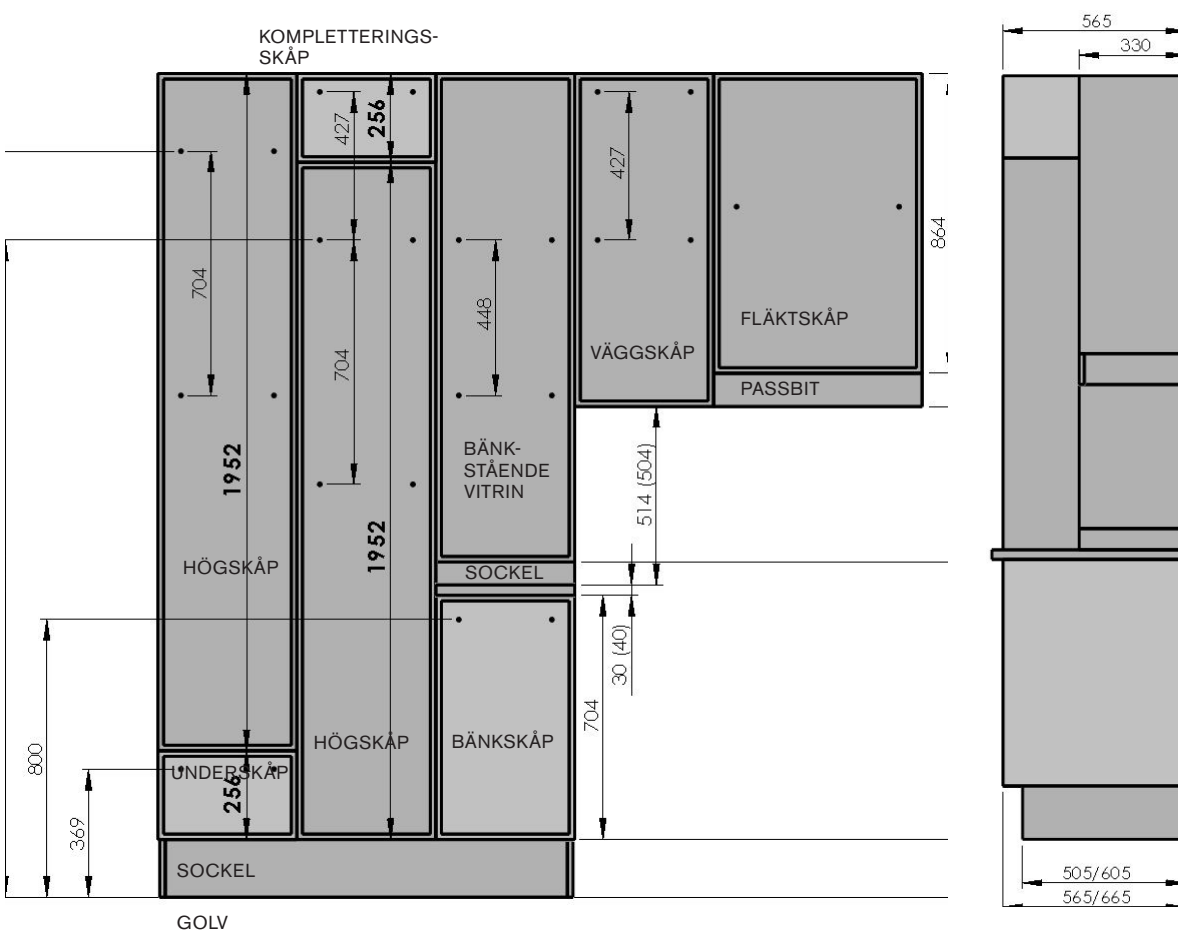 KOMPLETTERINGS-
SKÅP
565
330
427
256
427
864
704
448
704
FLÄKTSKÅP
VÄGGSKÅP
PASSBIT
BÄNK-
STÅENDE
VITRIN
1952
514 (504)
1952
HÖGSKÅP
SOCKEL
30 (40)
704
HÖGSKÅP
BÄNKSKÅP
800
UNDERSKÅP
256
369
SOCKEL
505/605
565/665
GOLV